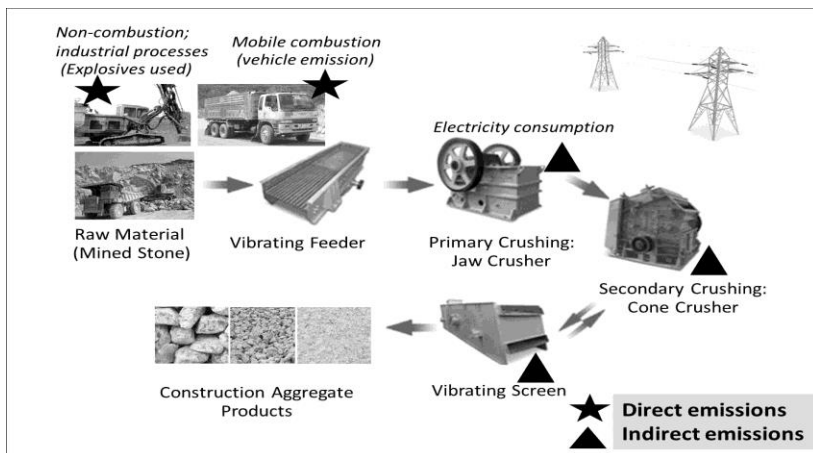 Non-combustion;
industrial processes
(Explosives used)
Mobile combustion
(vehicle emission)
Electricity consumption
Raw Material
(Mined Stone)
Vibrating Feeder
Primary Crushing:
Jaw Crusher
Secondary Crushing:
Cone Crusher
Construction Aggregate
Products
Vibrating Screen
Direct emissions
Indirect emissions